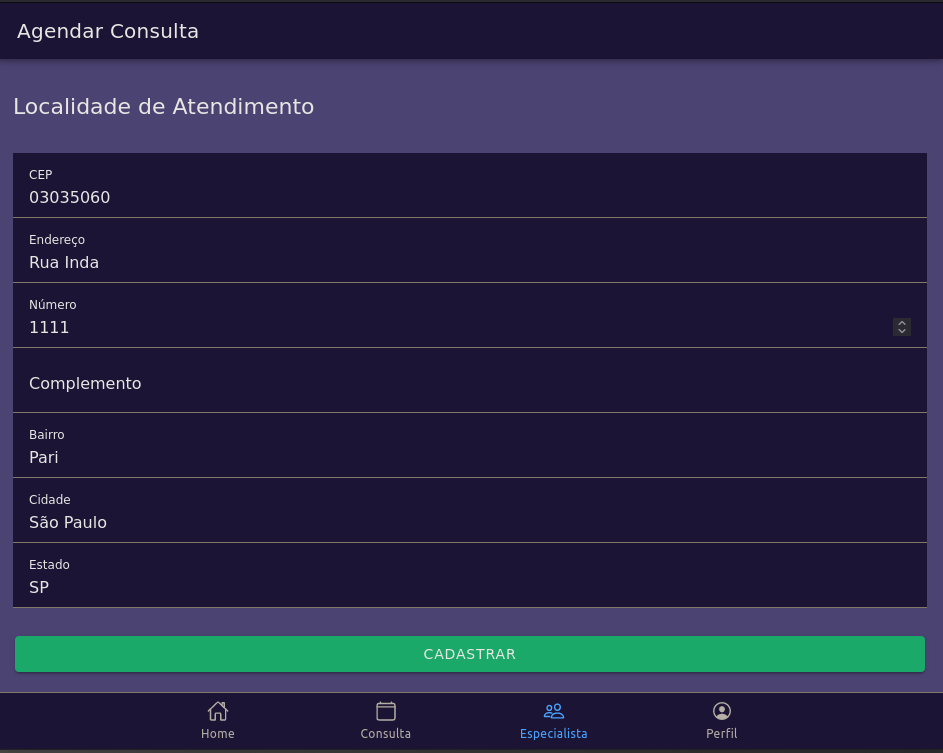 Agendar Consulta
Localidade de Atendimento
CEP
03035060
Endereço
Rua Inda
Número
1111
Complemento
Bairro
Pari
Cidade
São Paulo
Estado
SP
CADASTRAR
Home
Consulta
Especialista
Perfil